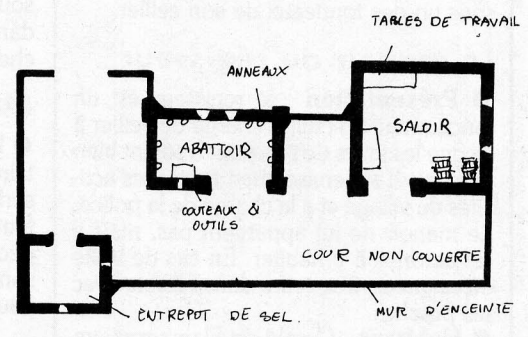 TABLES DE TRAVAIL
ANNEAUX
ABATTOIR
SALOIR
COUTEAUX &
OUTILS
COUR NON COUVERTE
ENTREPOT DE SEL.
MUR D'ENCEINTE